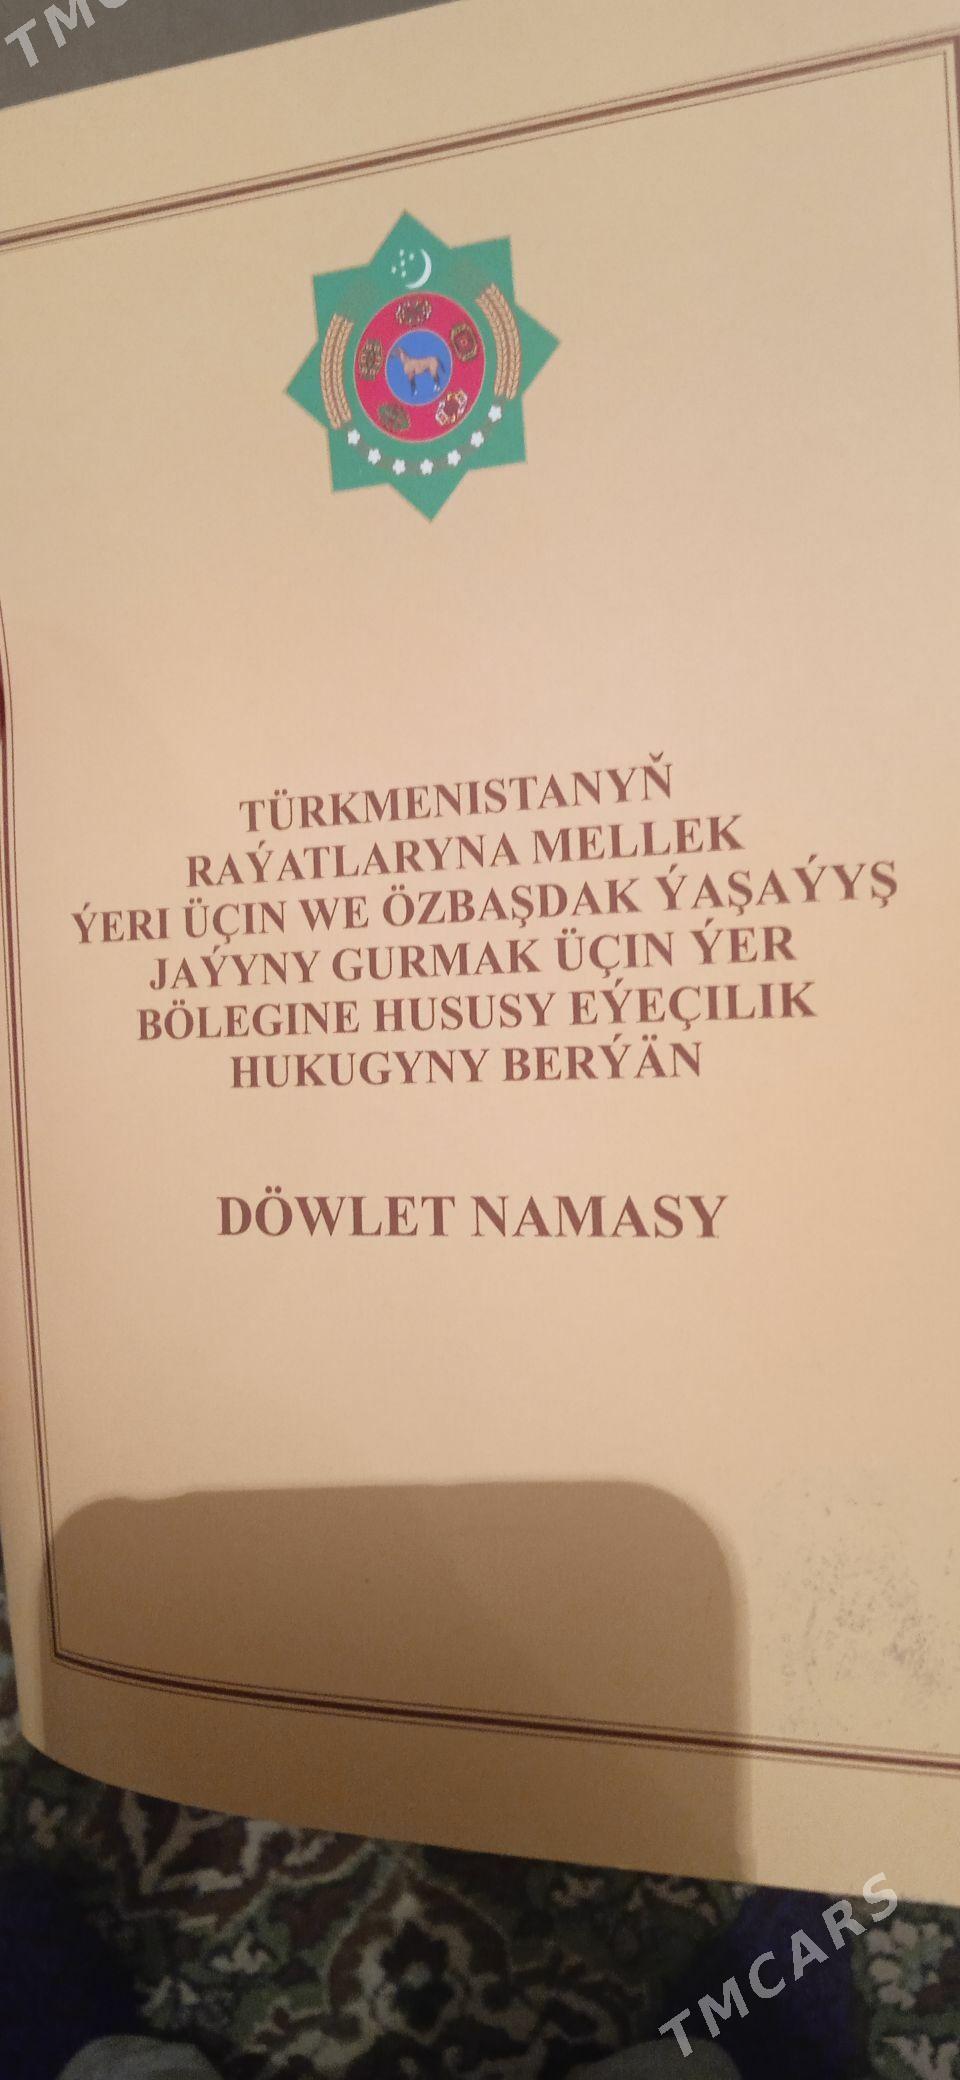 TMC
TÜRKMENISTANYŇ
RAÝATLARYNA MELLEK
ÝERI ÜÇIN WE ÖZBAŞDAK ÝAŞAÝYŞ
JAÝYNY GURMAK ÜÇIN ÝER
BÖLEGINE HUSUSY EÝEÇILIK
HUKUGYNY BERÝÄN
DÖWLET NAMASY
TMCARS